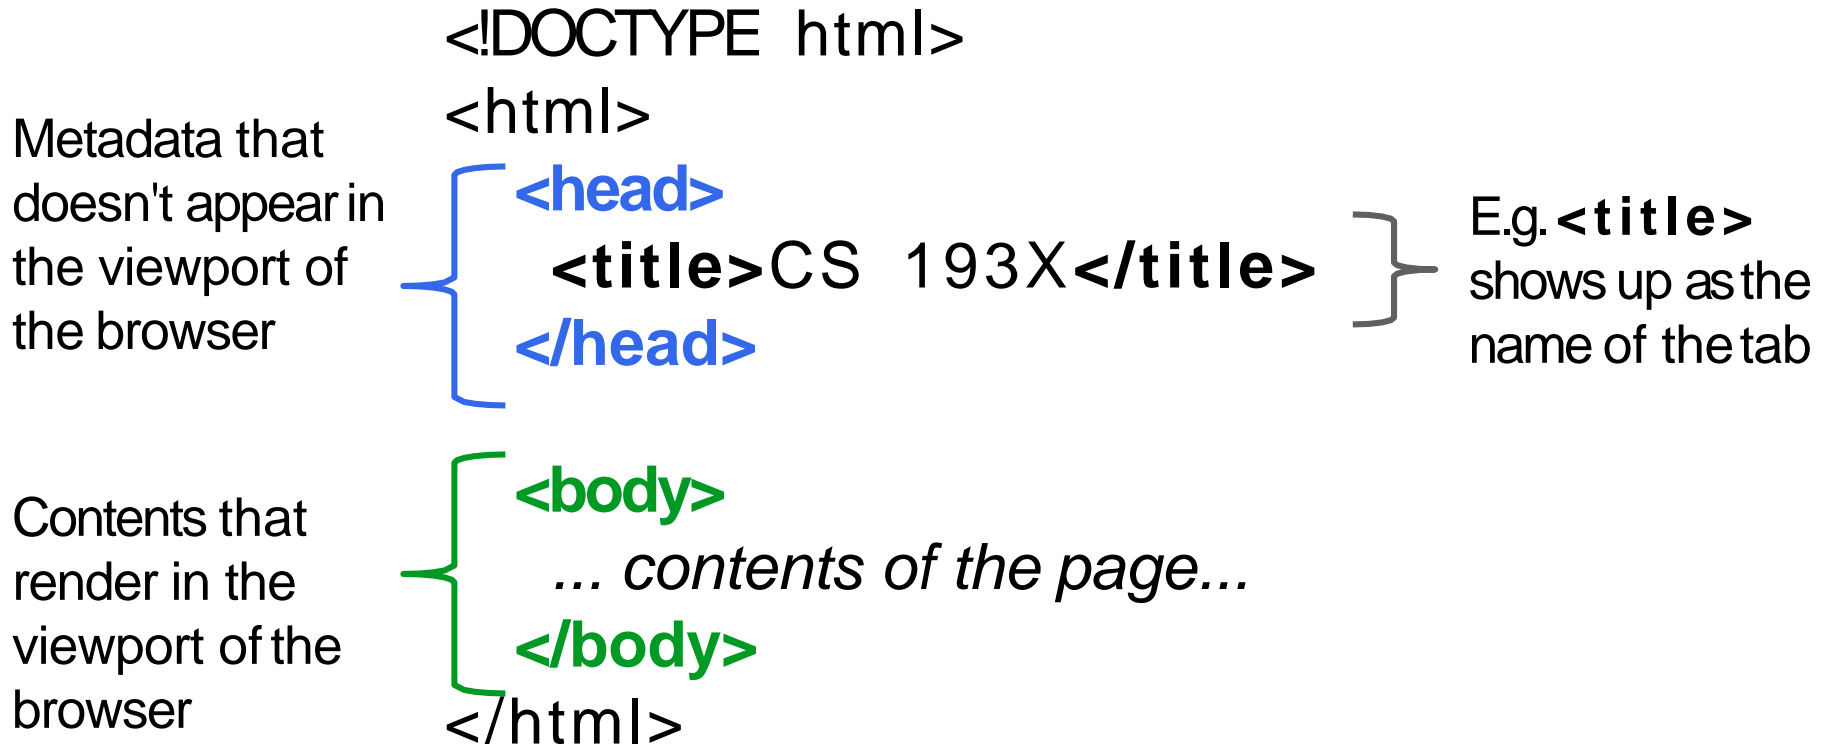 <!DOCTYPE html>
<html>
Metadata that
doesn't appear in
the viewport of
the browser
<head>
<title>CS 193X</title>
</head>
E.g. <title>
shows up as the
name of the tab
Contents that
render in the
viewport of the
browser
<body>
... contents of the page...
</body>
</html>